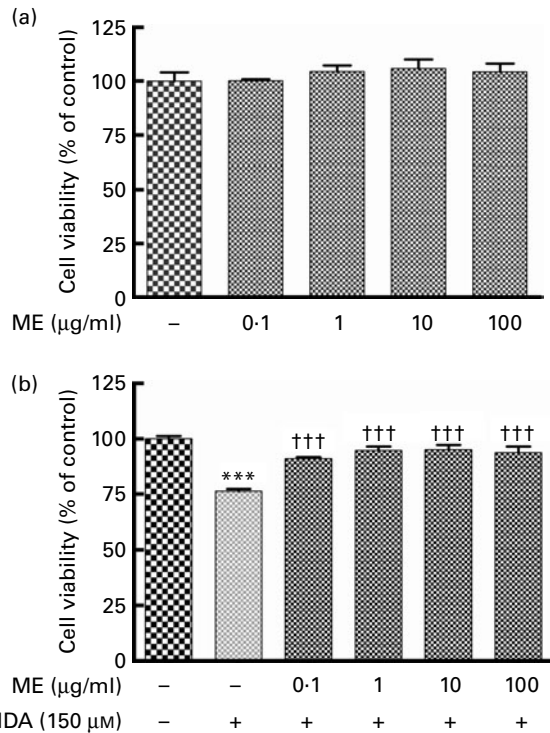 (a)
Cell viability (% of control)
125
100
75
50
25
0
ME (μg/ml) – 0·1 1 10 100
(b)
Cell viability (% of control)
125
100
75
50
25
0
*** ††† ††† ††† †††
ME (μg/ml) – – 0·1 1 10 100
IDA (150 μM) – + + + + +